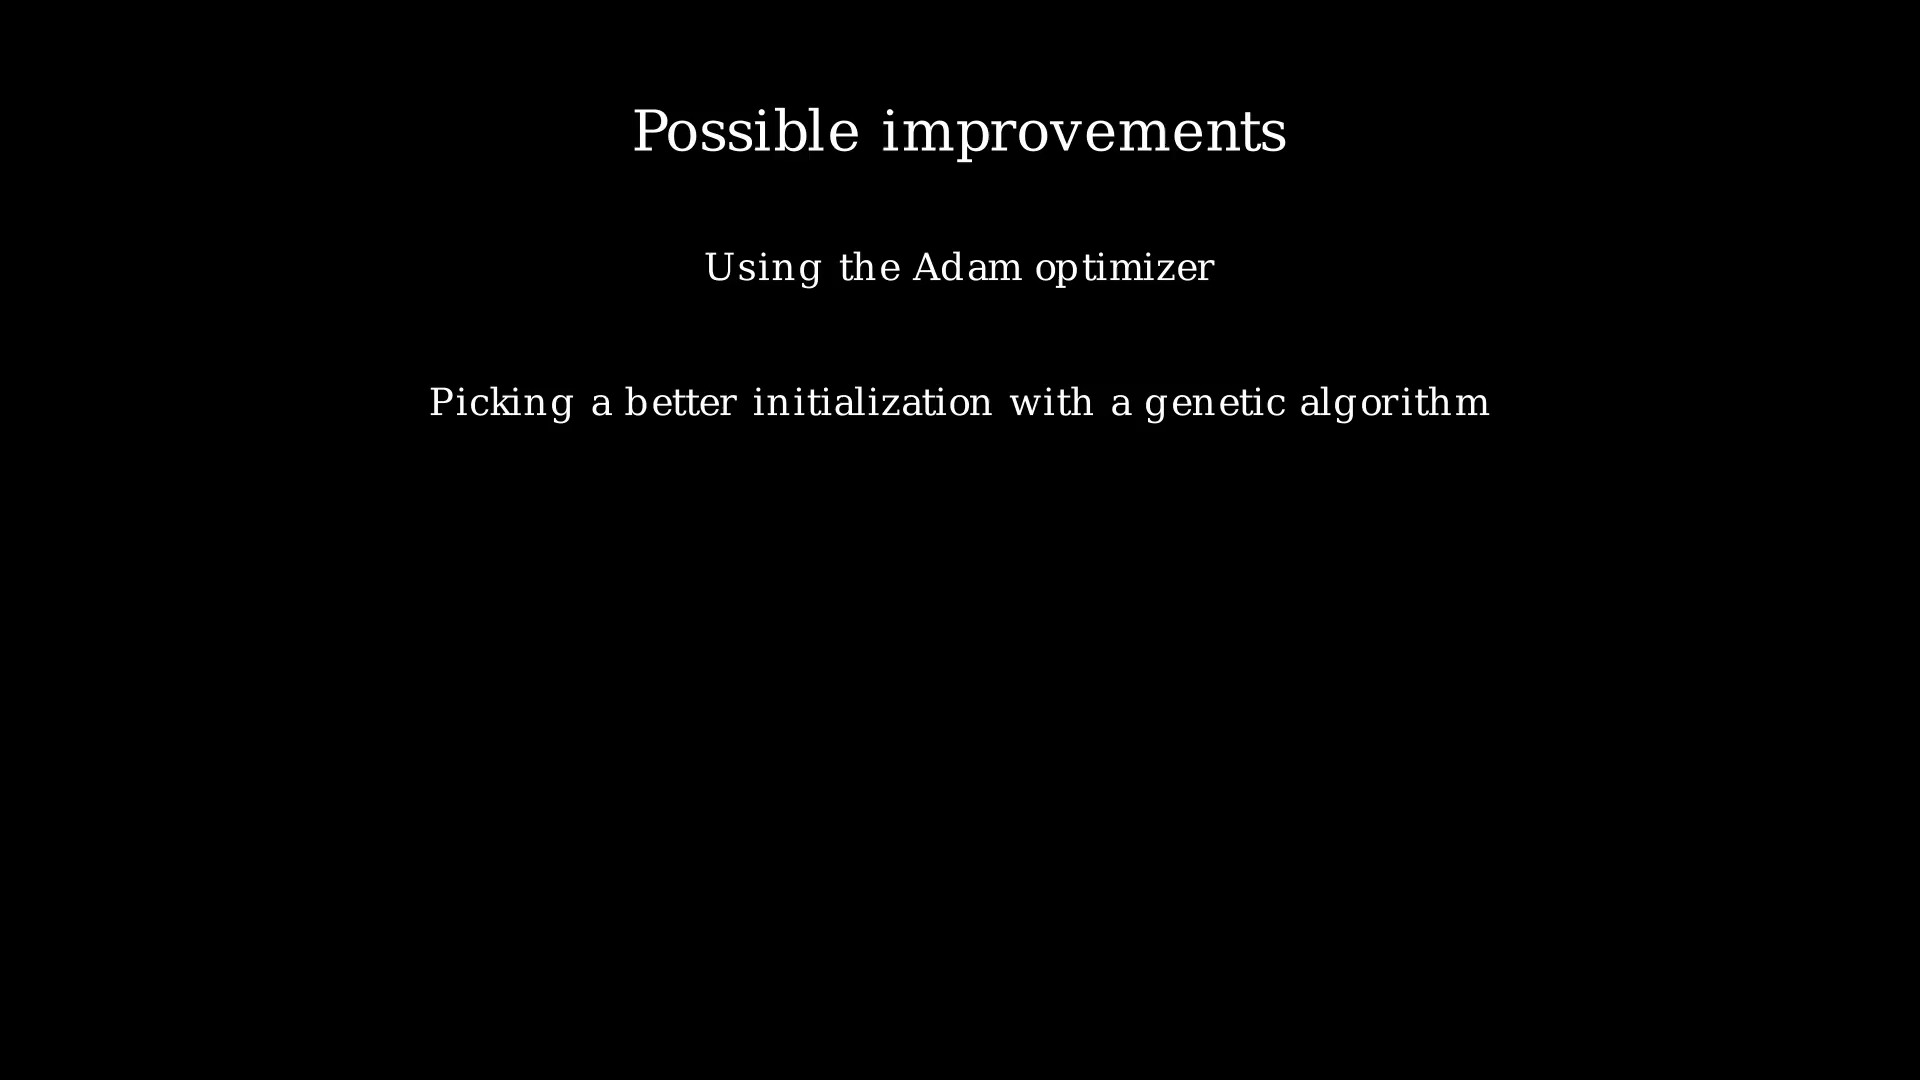 Possible improvements
Using the Adam optimizer
Picking a better initialization with a genetic algorithm